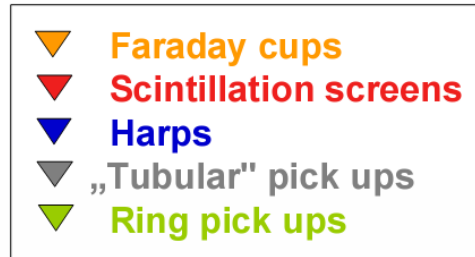 Faraday cups
Scintillation screens
Harps
„Tubular" pick ups
Ring pick ups